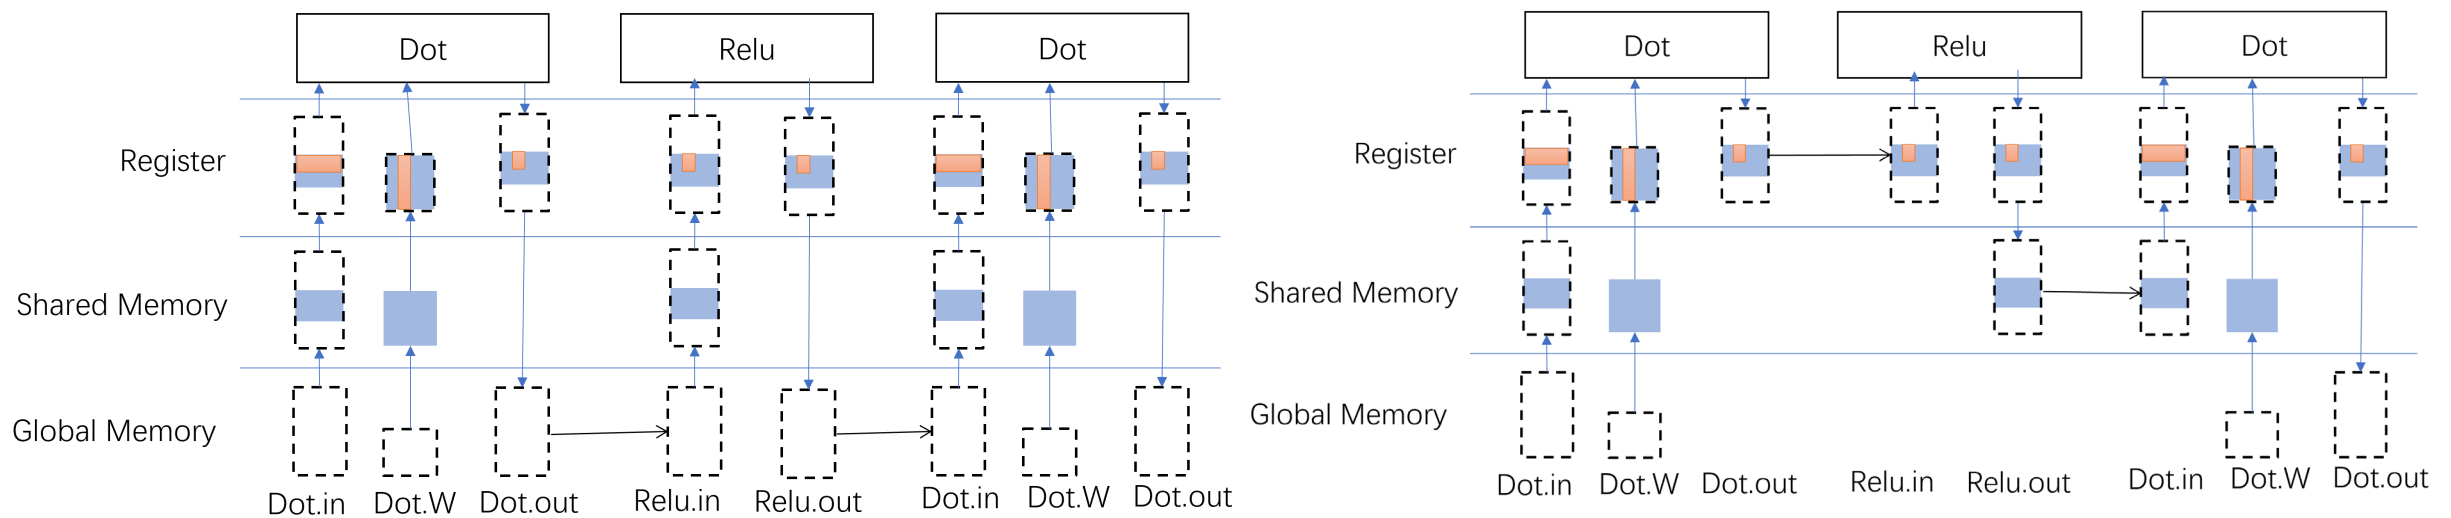 Dot Relu Dot
Register
Shared Memory
Global Memory
Dot.in Dot.W Dot.out Relu.in Relu.out Dot.in Dot.W Dot.out
Dot Relu Dot
Register
Shared Memory
Global Memory
Dot.in Dot.W Dot.out Relu.in Relu.out Dot.in Dot.W Dot.out